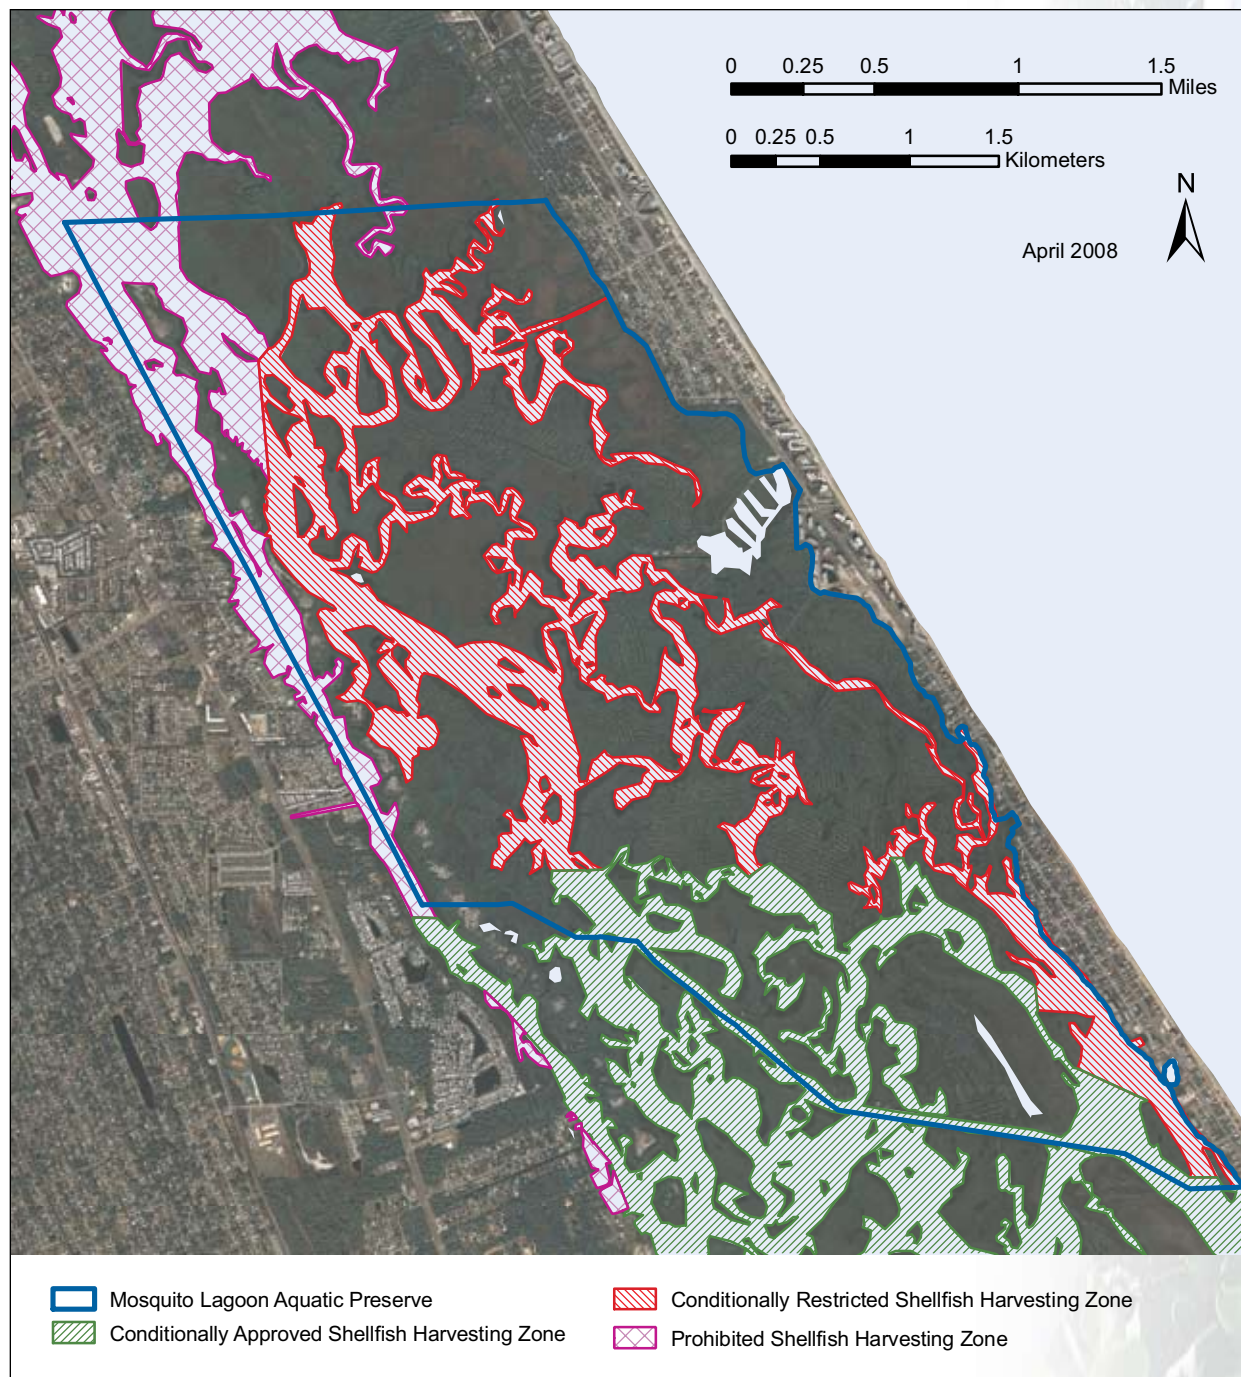 0 0.25 0.5 1 1.5
Miles
0 0.25 0.5 1 1.5
Kilometers
N
April 2008
Mosquito Lagoon Aquatic Preserve
Conditionally Restricted Shellfish Harvesting Zone
Conditionally Approved Shellfish Harvesting Zone
Prohibited Shellfish Harvesting Zone